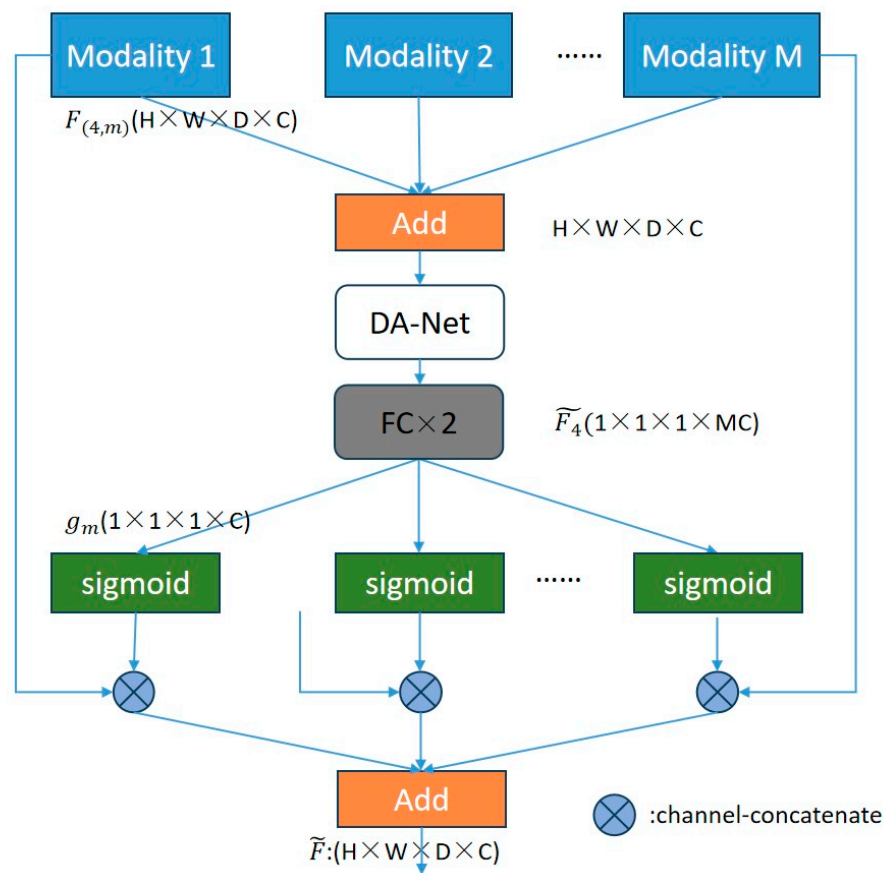 Modality 1
Modality 2
......
Modality M
F₍₄,ₘ₎(H×W×D×C)
Add
H×W×D×C
DA-Net
FC×2
F̃₄(1×1×1×MC)
gₘ(1×1×1×C)
sigmoid
sigmoid
......
sigmoid
Add
:channel-concatenate
F̃:(H×W×D×C)